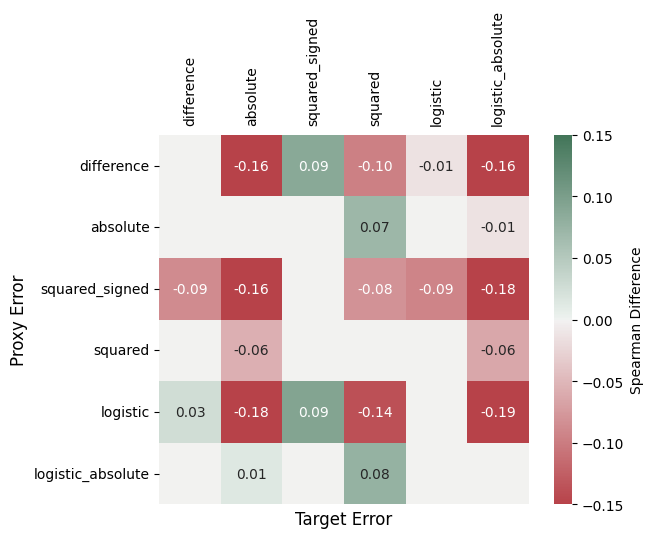 difference
absolute
squared_signed
squared
logistic
logistic_absolute
difference -0.16 0.09 -0.10 -0.01 -0.16
absolute 0.07 -0.01
squared_signed -0.09 -0.16 -0.08 -0.09 -0.18
squared -0.06 -0.06
logistic 0.03 -0.18 0.09 -0.14 -0.19
logistic_absolute 0.01 0.08
Proxy Error
Target Error
0.15
0.10
0.05
0.00
−0.05
−0.10
−0.15
Spearman Difference